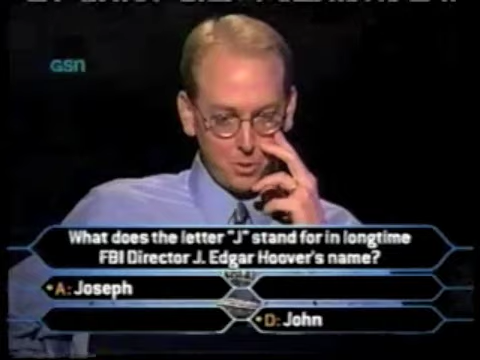 GSN
What does the letter "J" stand for in longtime
FBI Director J. Edgar Hoover's name?
A: Joseph
D: John